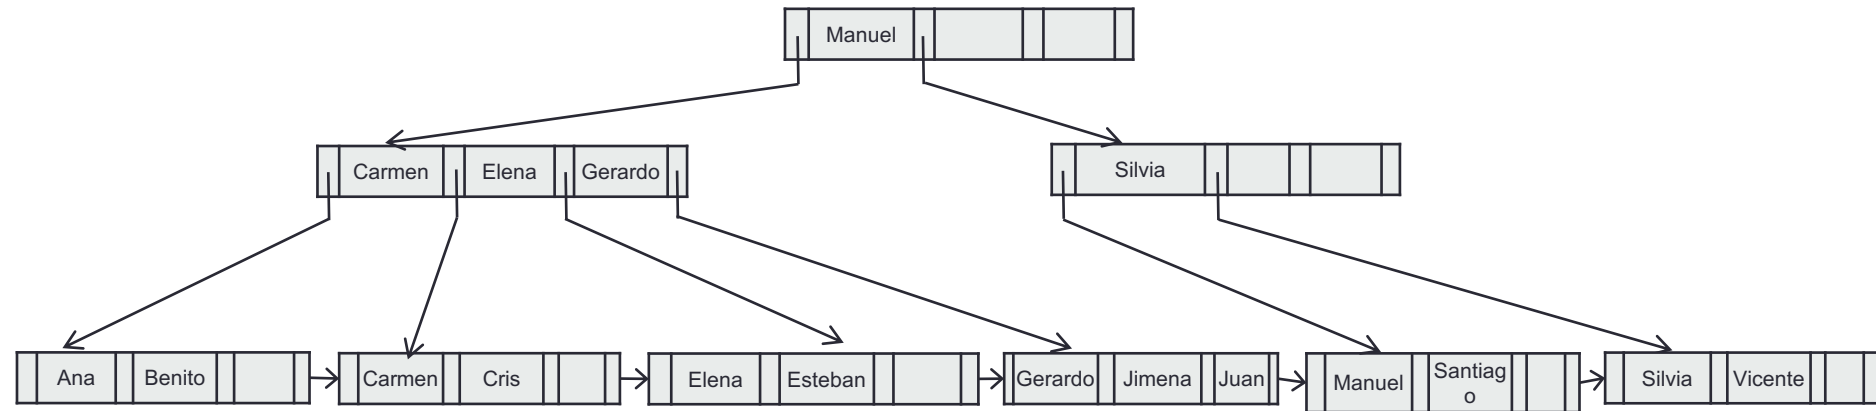 Manuel
Carmen Elena Gerardo
Silvia
Ana Benito
Carmen Cris
Elena Esteban
Gerardo Jimena Juan
Manuel Santiag
o
Silvia Vicente